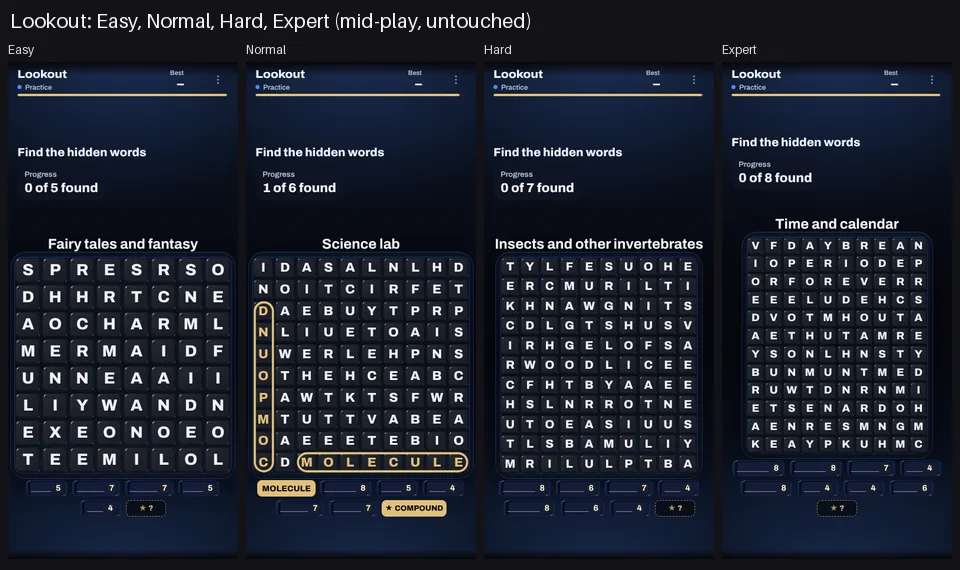 Lookout: Easy, Normal, Hard, Expert (mid-play, untouched)
Easy
Lookout
Practice
Best
–
Find the hidden words
Progress
0 of 5 found
Fairy tales and fantasy
S P R E S R S O
D H H R T C N E
A O C H A R M L
M E R M A I D F
U N N E A A I I
L I Y W A N D N
E X E O N O E O
T E E M I L O L
5 7 7 5
4 ★ ?
Normal
Lookout
Practice
Best
–
Find the hidden words
Progress
1 of 6 found
Science lab
I D A S A L N L H D
N O I T C I R F E T
D A E B U Y T P R P
N L I U E T O A I S
U W E R L E H P N S
O T H E H C E A B C
P A W T K T S F W R
M T U T T V A B E A
O A E E E T E B I O
C D M O L E C U L E
MOLECULE 8 5 4
7 7 ★ COMPOUND
Hard
Lookout
Practice
Best
–
Find the hidden words
Progress
0 of 7 found
Insects and other invertebrates
T Y L F E S U O H E
E R C M U R I L T I
K H N A W G N I T S
C D L G T S H U S V
I R H G E L O F S A
R W O O D L I C E E
C F H T B Y A A E E
H S L N R R O T N E
U T O E A S I U U S
T L S B A M U L I Y
M R I L U L P T B A
8 6 7 4
8 6 4 ★ ?
Expert
Lookout
Practice
Best
–
Find the hidden words
Progress
0 of 8 found
Time and calendar
V F D A Y B R E A N
I O P E R I O D E P
O R F O R E V E R R
E E E L U D E H C S
D V O T M H O U T A
A E T H U T A M R E
Y S O N L H N S T Y
B U N M U N T M E D
R U W T D N R N M I
E T S E N A R D O H
A E N R E S M N G M
K E A Y P K U H M C
8 8 7 4
8 4 4 6
★ ?